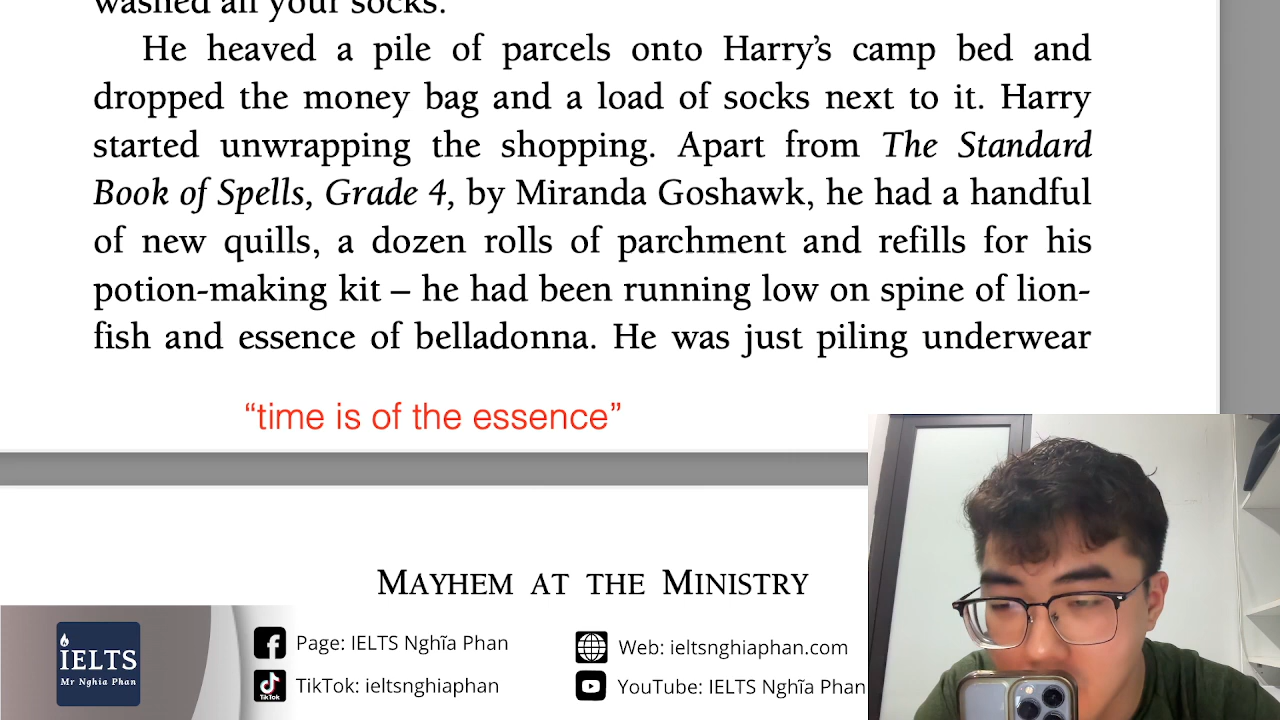 washed all your socks.
He heaved a pile of parcels onto Harry’s camp bed and
dropped the money bag and a load of socks next to it. Harry
started unwrapping the shopping. Apart from The Standard
Book of Spells, Grade 4, by Miranda Goshawk, he had a handful
of new quills, a dozen rolls of parchment and refills for his
potion-making kit – he had been running low on spine of lion-
fish and essence of belladonna. He was just piling underwear
“time is of the essence”
MAYHEM AT THE MINISTRY
IELTS
Mr Nghia Phan
Page: IELTS Nghĩa Phan
TikTok
TikTok: ieltsnghiaphan
Web: ieltsnghiaphan.com
YouTube: IELTS Nghĩa Phan